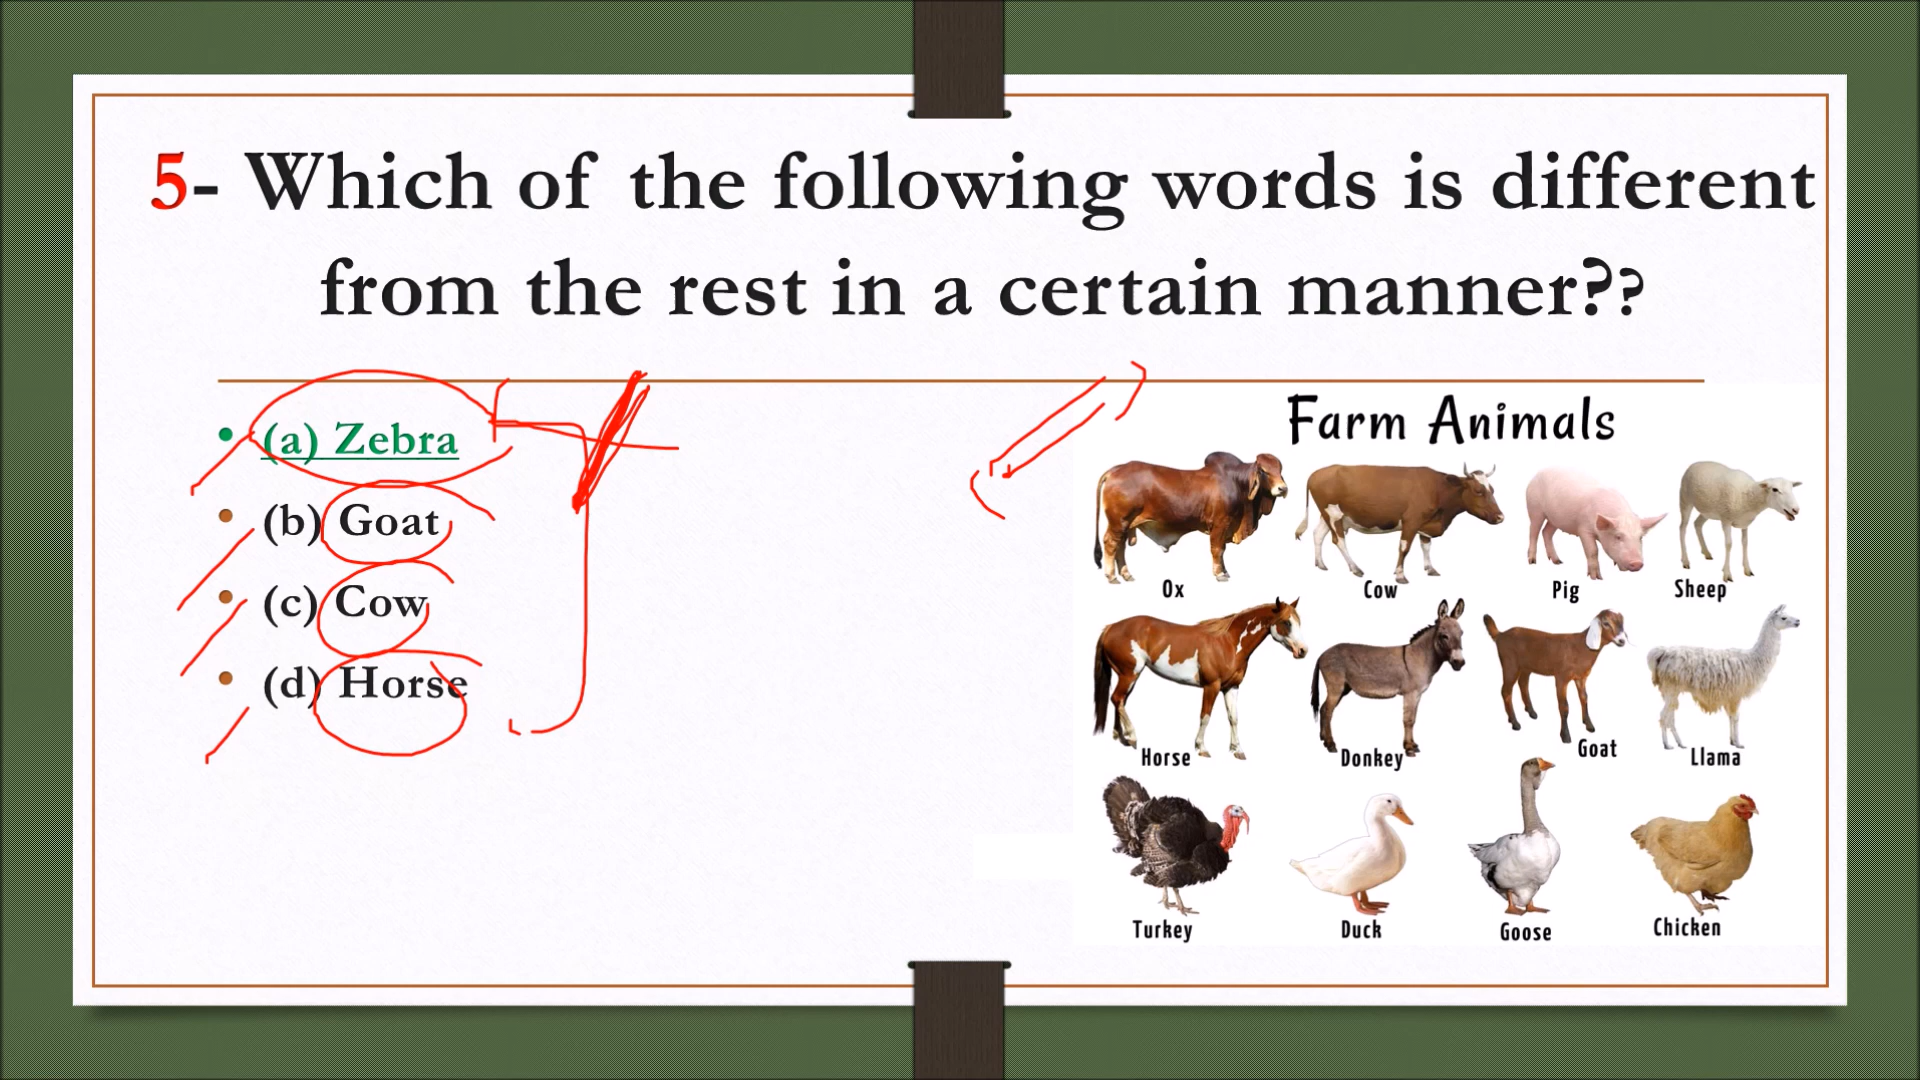 5- Which of the following words is different
from the rest in a certain manner??
• (a) Zebra
• (b) Goat
• (c) Cow
• (d) Horse
Farm Animals
Ox Cow Pig Sheep
Horse Donkey Goat Llama
Turkey Duck Goose Chicken